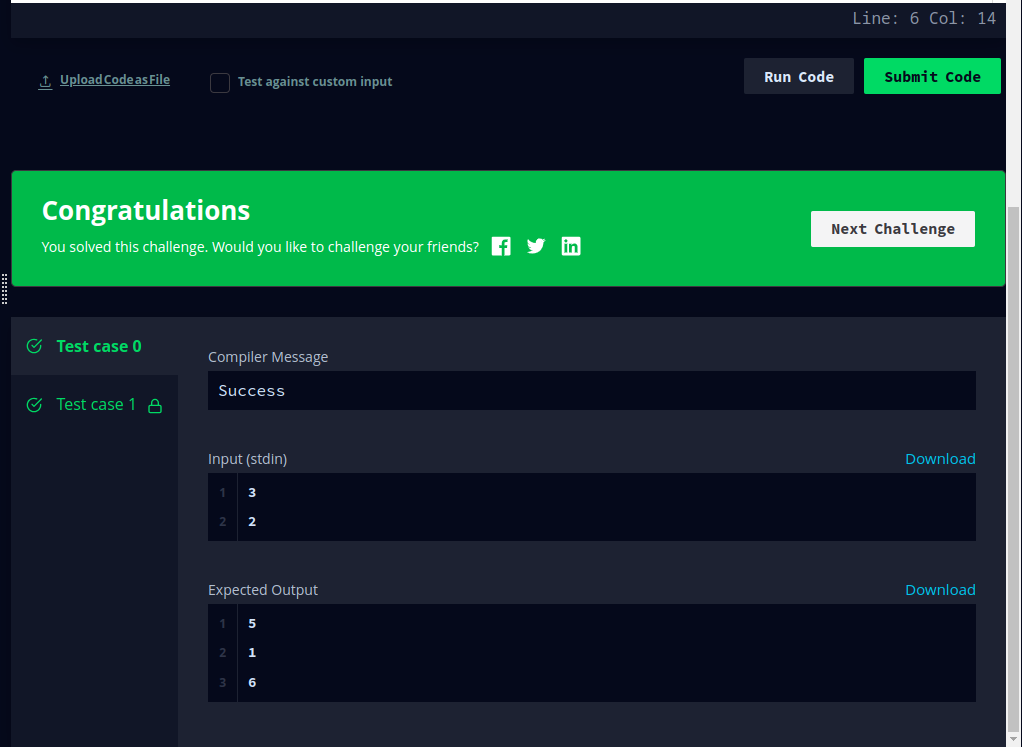 Line: 6 Col: 14
Upload Code as File
Test against custom input
Run Code
Submit Code
Congratulations
You solved this challenge. Would you like to challenge your friends?
Next Challenge
Test case 0
Test case 1
Compiler Message
Success
Input (stdin)
Download
1 3
2 2
Expected Output
Download
1 5
2 1
3 6